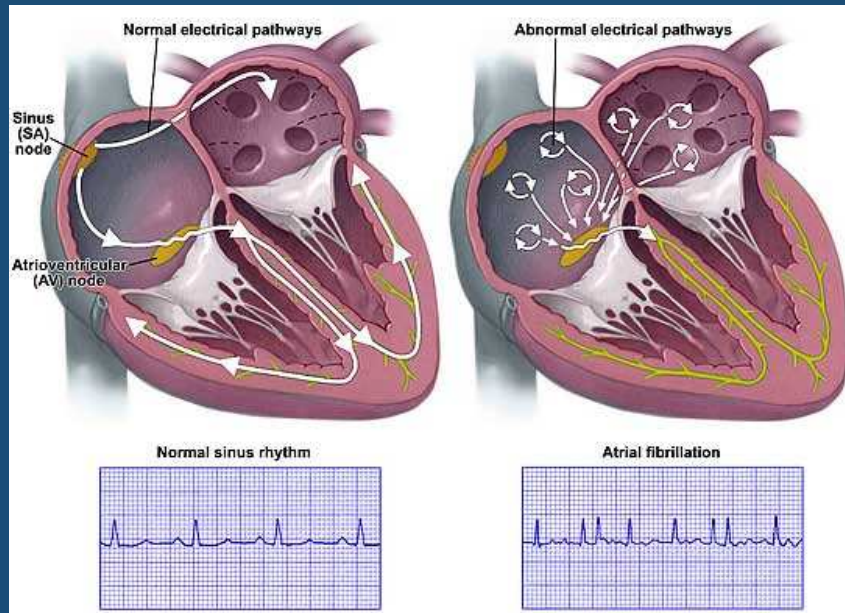 Normal electrical pathways
Abnormal electrical pathways
Sinus
(SA)
node
Atrioventricular
(AV) node
Normal sinus rhythm
Atrial fibrillation